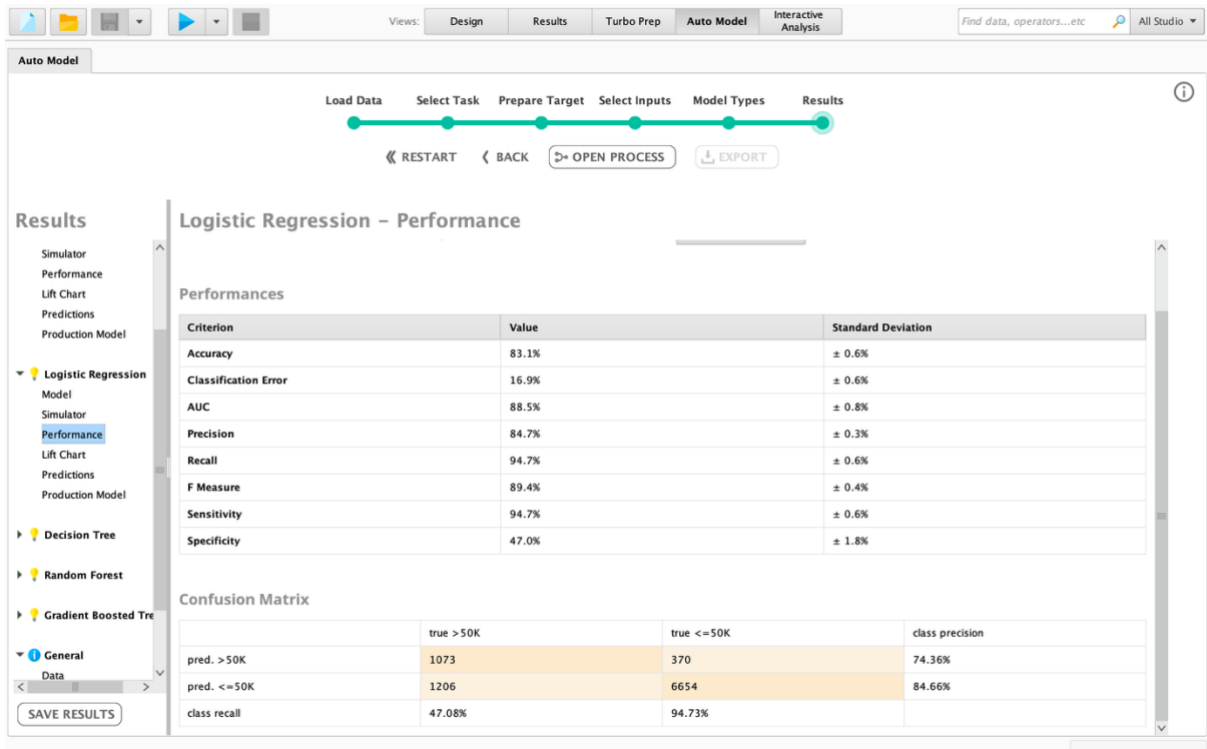 Views: Design Results Turbo Prep Auto Model Interactive Analysis Find data, operators...etc All Studio
Auto Model
Load Data Select Task Prepare Target Select Inputs Model Types Results
RESTART BACK OPEN PROCESS EXPORT
Results
Simulator
Performance
Lift Chart
Predictions
Production Model
Logistic Regression
Model
Simulator
Performance
Lift Chart
Predictions
Production Model
Decision Tree
Random Forest
Gradient Boosted Tre
General
Data
SAVE RESULTS
Logistic Regression – Performance
Performances
Criterion Value Standard Deviation
Accuracy 83.1% ± 0.6%
Classification Error 16.9% ± 0.6%
AUC 88.5% ± 0.8%
Precision 84.7% ± 0.3%
Recall 94.7% ± 0.6%
F Measure 89.4% ± 0.4%
Sensitivity 94.7% ± 0.6%
Specificity 47.0% ± 1.8%
Confusion Matrix
true >50K true <=50K class precision
pred. >50K 1073 370 74.36%
pred. <=50K 1206 6654 84.66%
class recall 47.08% 94.73%